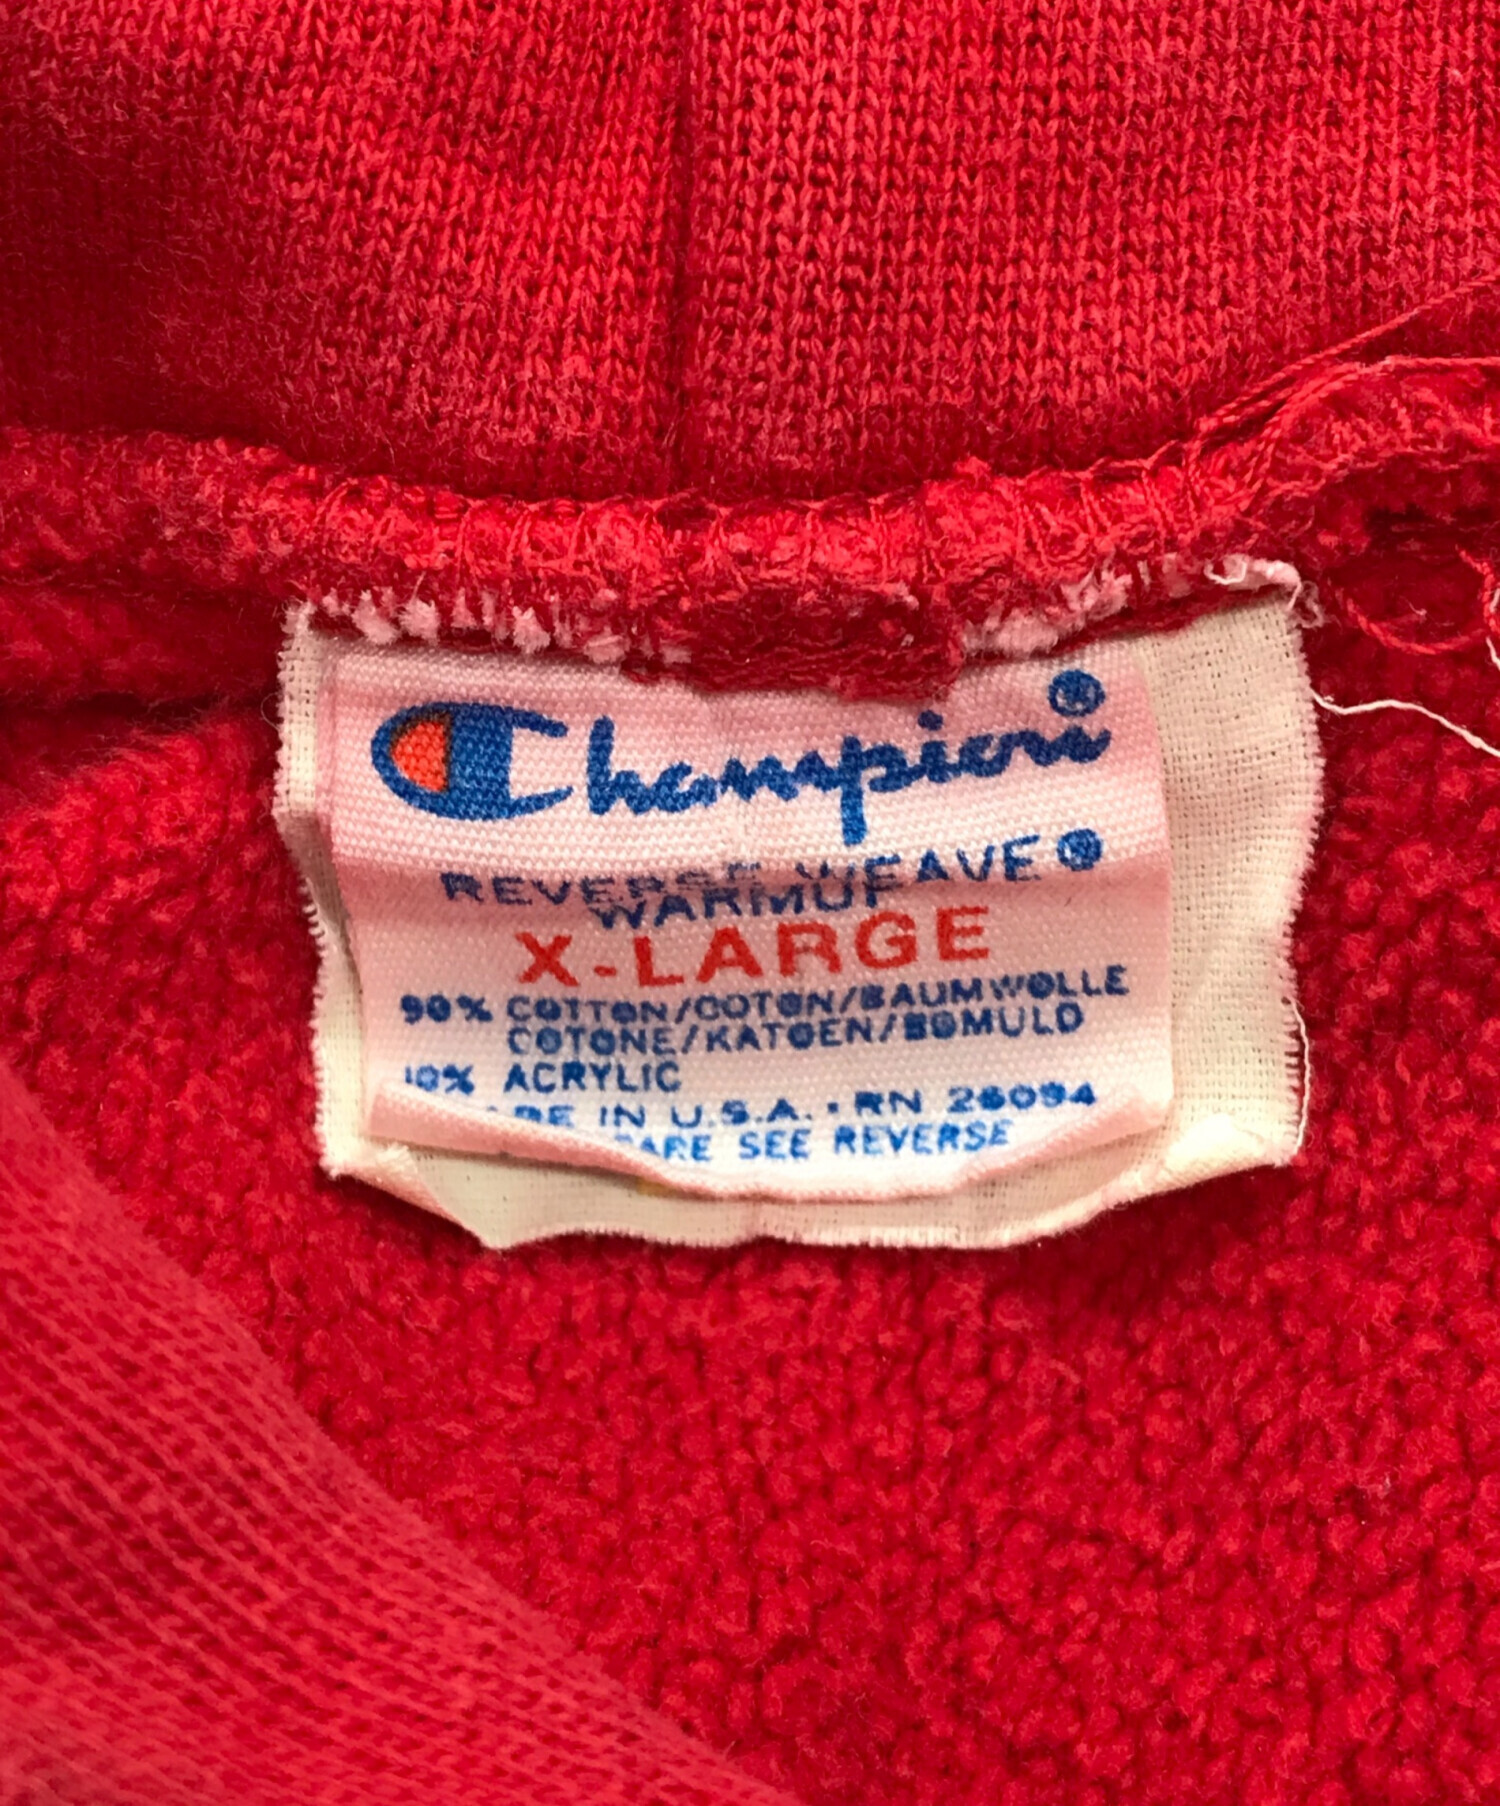 Champion®
REVERSE WEAVE®
WARMUP
X-LARGE
90% COTTON/COTON/BAUMWOLLE
COTONE/KATOEN/BOMULD
10% ACRYLIC
IN U.S.A. • RN 26094
SEE REVERSE